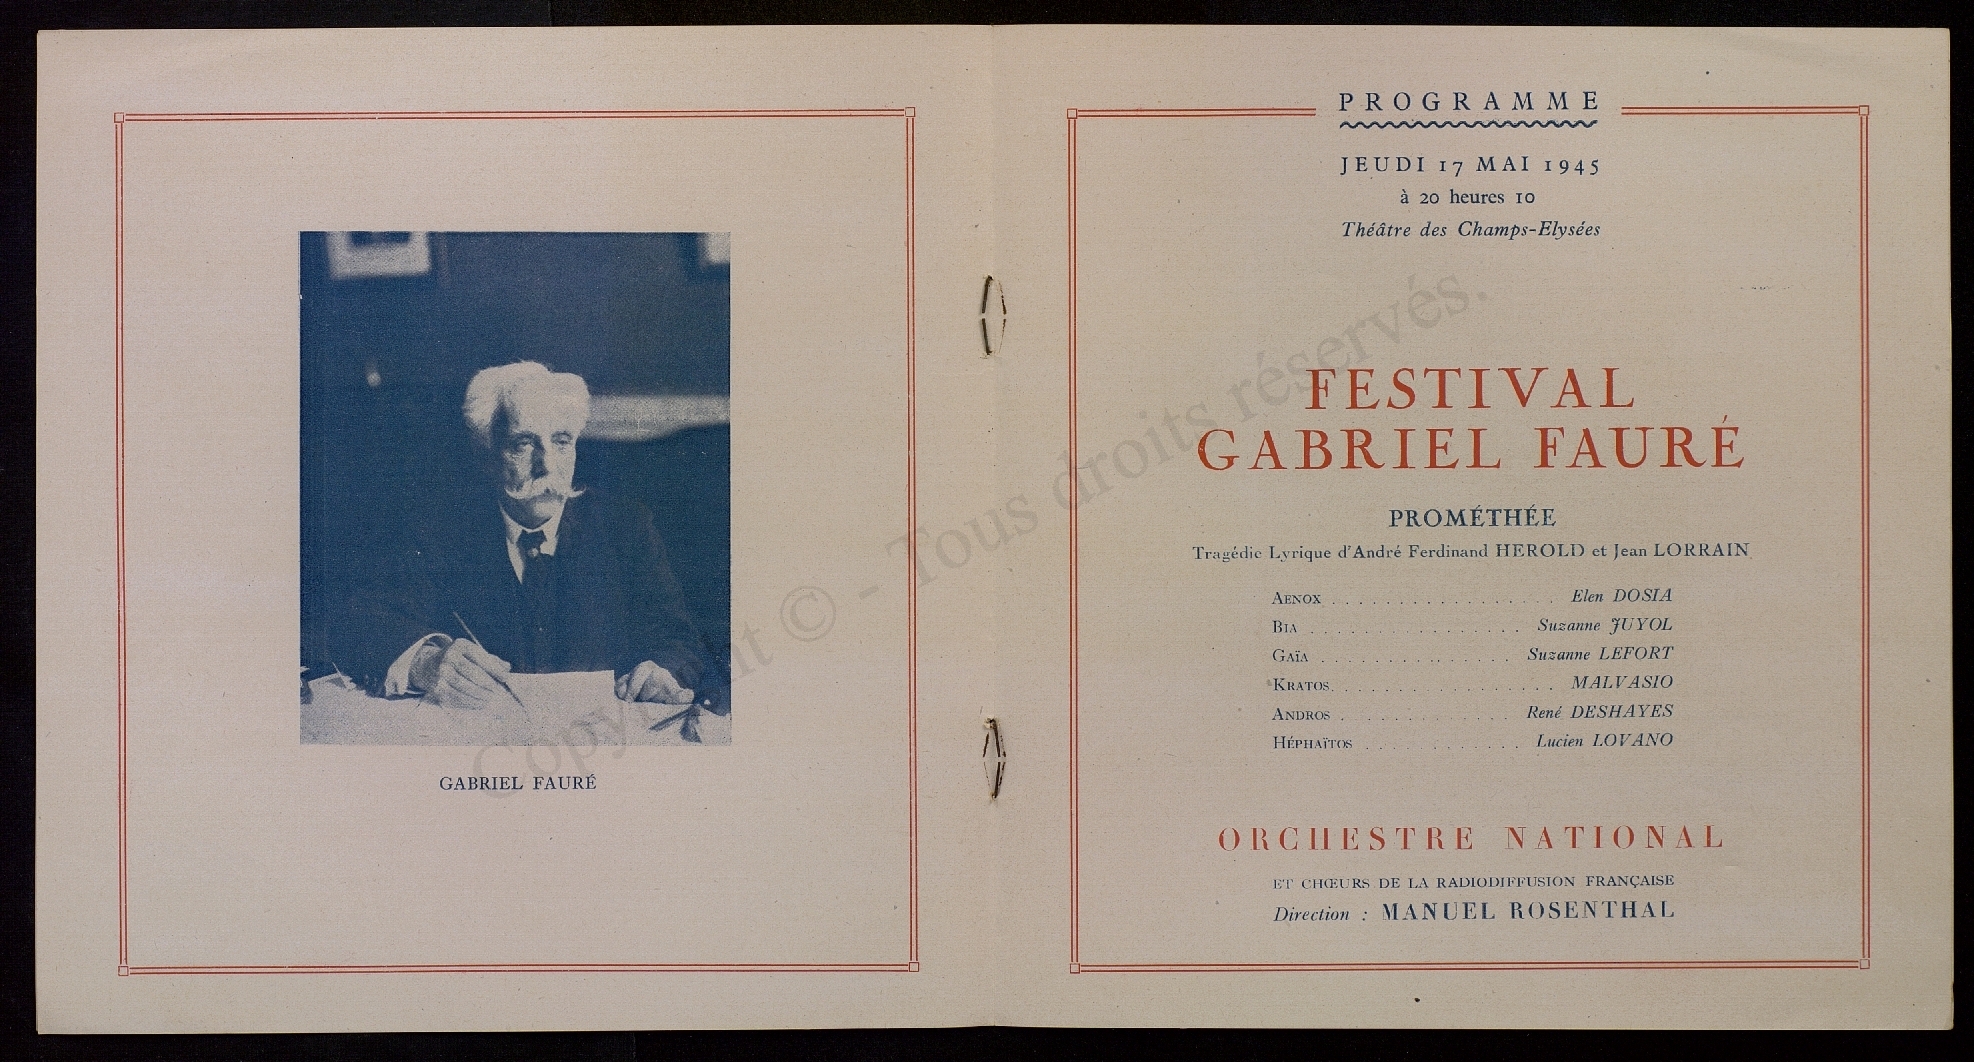 GABRIEL FAURÉ
PROGRAMME
JEUDI 17 MAI 1945
à 20 heures 10
Théâtre des Champs-Elysées
FESTIVAL
GABRIEL FAURÉ
PROMÉTHÉE
Tragédie Lyrique d'André Ferdinand HEROLD et Jean LORRAIN
AENOX . . . . . . . . . . . . . . . . . Elen DOSIA
BIA . . . . . . . . . . . . . . . . Suzanne JUYOL
GAÏA . . . . . . . . . . . . . . Suzanne LEFORT
KRATOS. . . . . . . . . . . . . . . . . MALVASIO
ANDROS . . . . . . . . . . . . René DESHAYES
HÉPHAÏTOS . . . . . . . . . . . . Lucien LOVANO
ORCHESTRE NATIONAL
ET CHŒURS DE LA RADIODIFFUSION FRANÇAISE
Direction : MANUEL ROSENTHAL
Copyright © - Tous droits réservés.